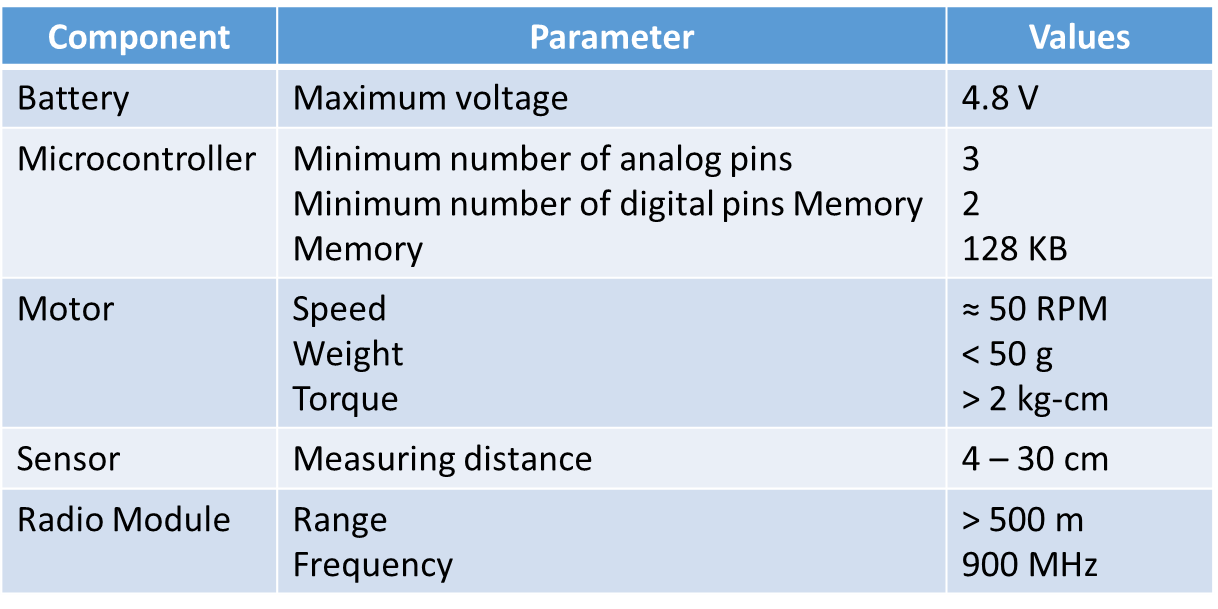 Component Parameter Values
Battery Maximum voltage 4.8 V
Microcontroller Minimum number of analog pins 3
Minimum number of digital pins Memory 2
Memory 128 KB
Motor Speed ≈ 50 RPM
Weight < 50 g
Torque > 2 kg-cm
Sensor Measuring distance 4 – 30 cm
Radio Module Range > 500 m
Frequency 900 MHz